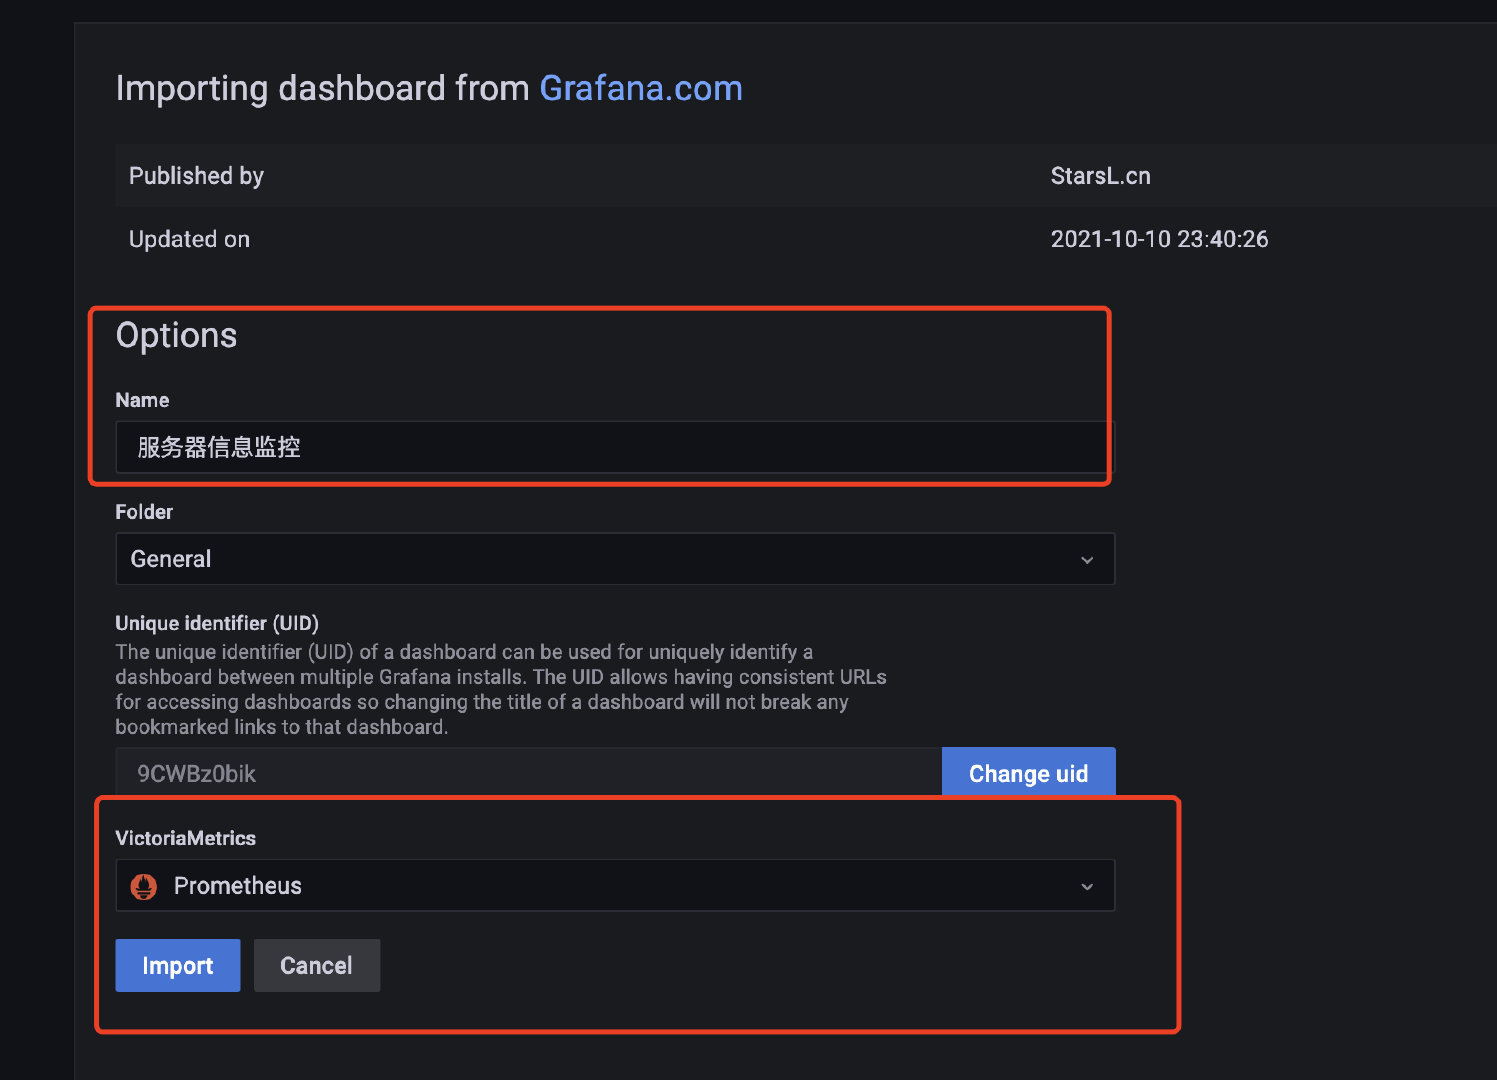 Importing dashboard from Grafana.com
Published by StarsL.cn
Updated on 2021-10-10 23:40:26
Options
Name
服务器信息监控
Folder
General
Unique identifier (UID)
The unique identifier (UID) of a dashboard can be used for uniquely identify a
dashboard between multiple Grafana installs. The UID allows having consistent URLs
for accessing dashboards so changing the title of a dashboard will not break any
bookmarked links to that dashboard.
9CWBz0bik Change uid
VictoriaMetrics
Prometheus
Import Cancel